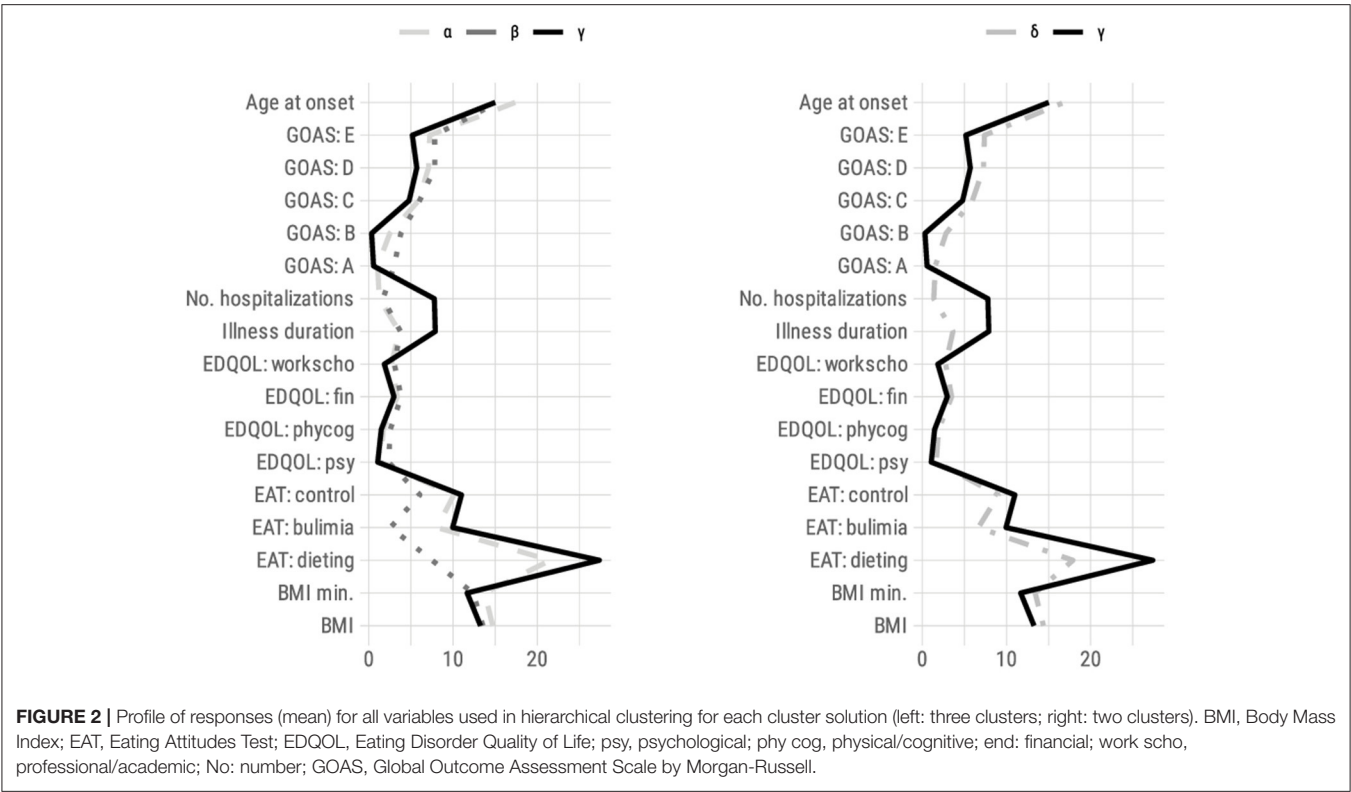 α β γ
Age at onset
GOAS: E
GOAS: D
GOAS: C
GOAS: B
GOAS: A
No. hospitalizations
Illness duration
EDQOL: workscho
EDQOL: fin
EDQOL: phycog
EDQOL: psy
EAT: control
EAT: bulimia
EAT: dieting
BMI min.
BMI
0 10 20
δ γ
Age at onset
GOAS: E
GOAS: D
GOAS: C
GOAS: B
GOAS: A
No. hospitalizations
Illness duration
EDQOL: workscho
EDQOL: fin
EDQOL: phycog
EDQOL: psy
EAT: control
EAT: bulimia
EAT: dieting
BMI min.
BMI
0 10 20
FIGURE 2 | Profile of responses (mean) for all variables used in hierarchical clustering for each cluster solution (left: three clusters; right: two clusters). BMI, Body Mass
Index; EAT, Eating Attitudes Test; EDQOL, Eating Disorder Quality of Life; psy, psychological; phy cog, physical/cognitive; end: financial; work scho,
professional/academic; No: number; GOAS, Global Outcome Assessment Scale by Morgan-Russell.